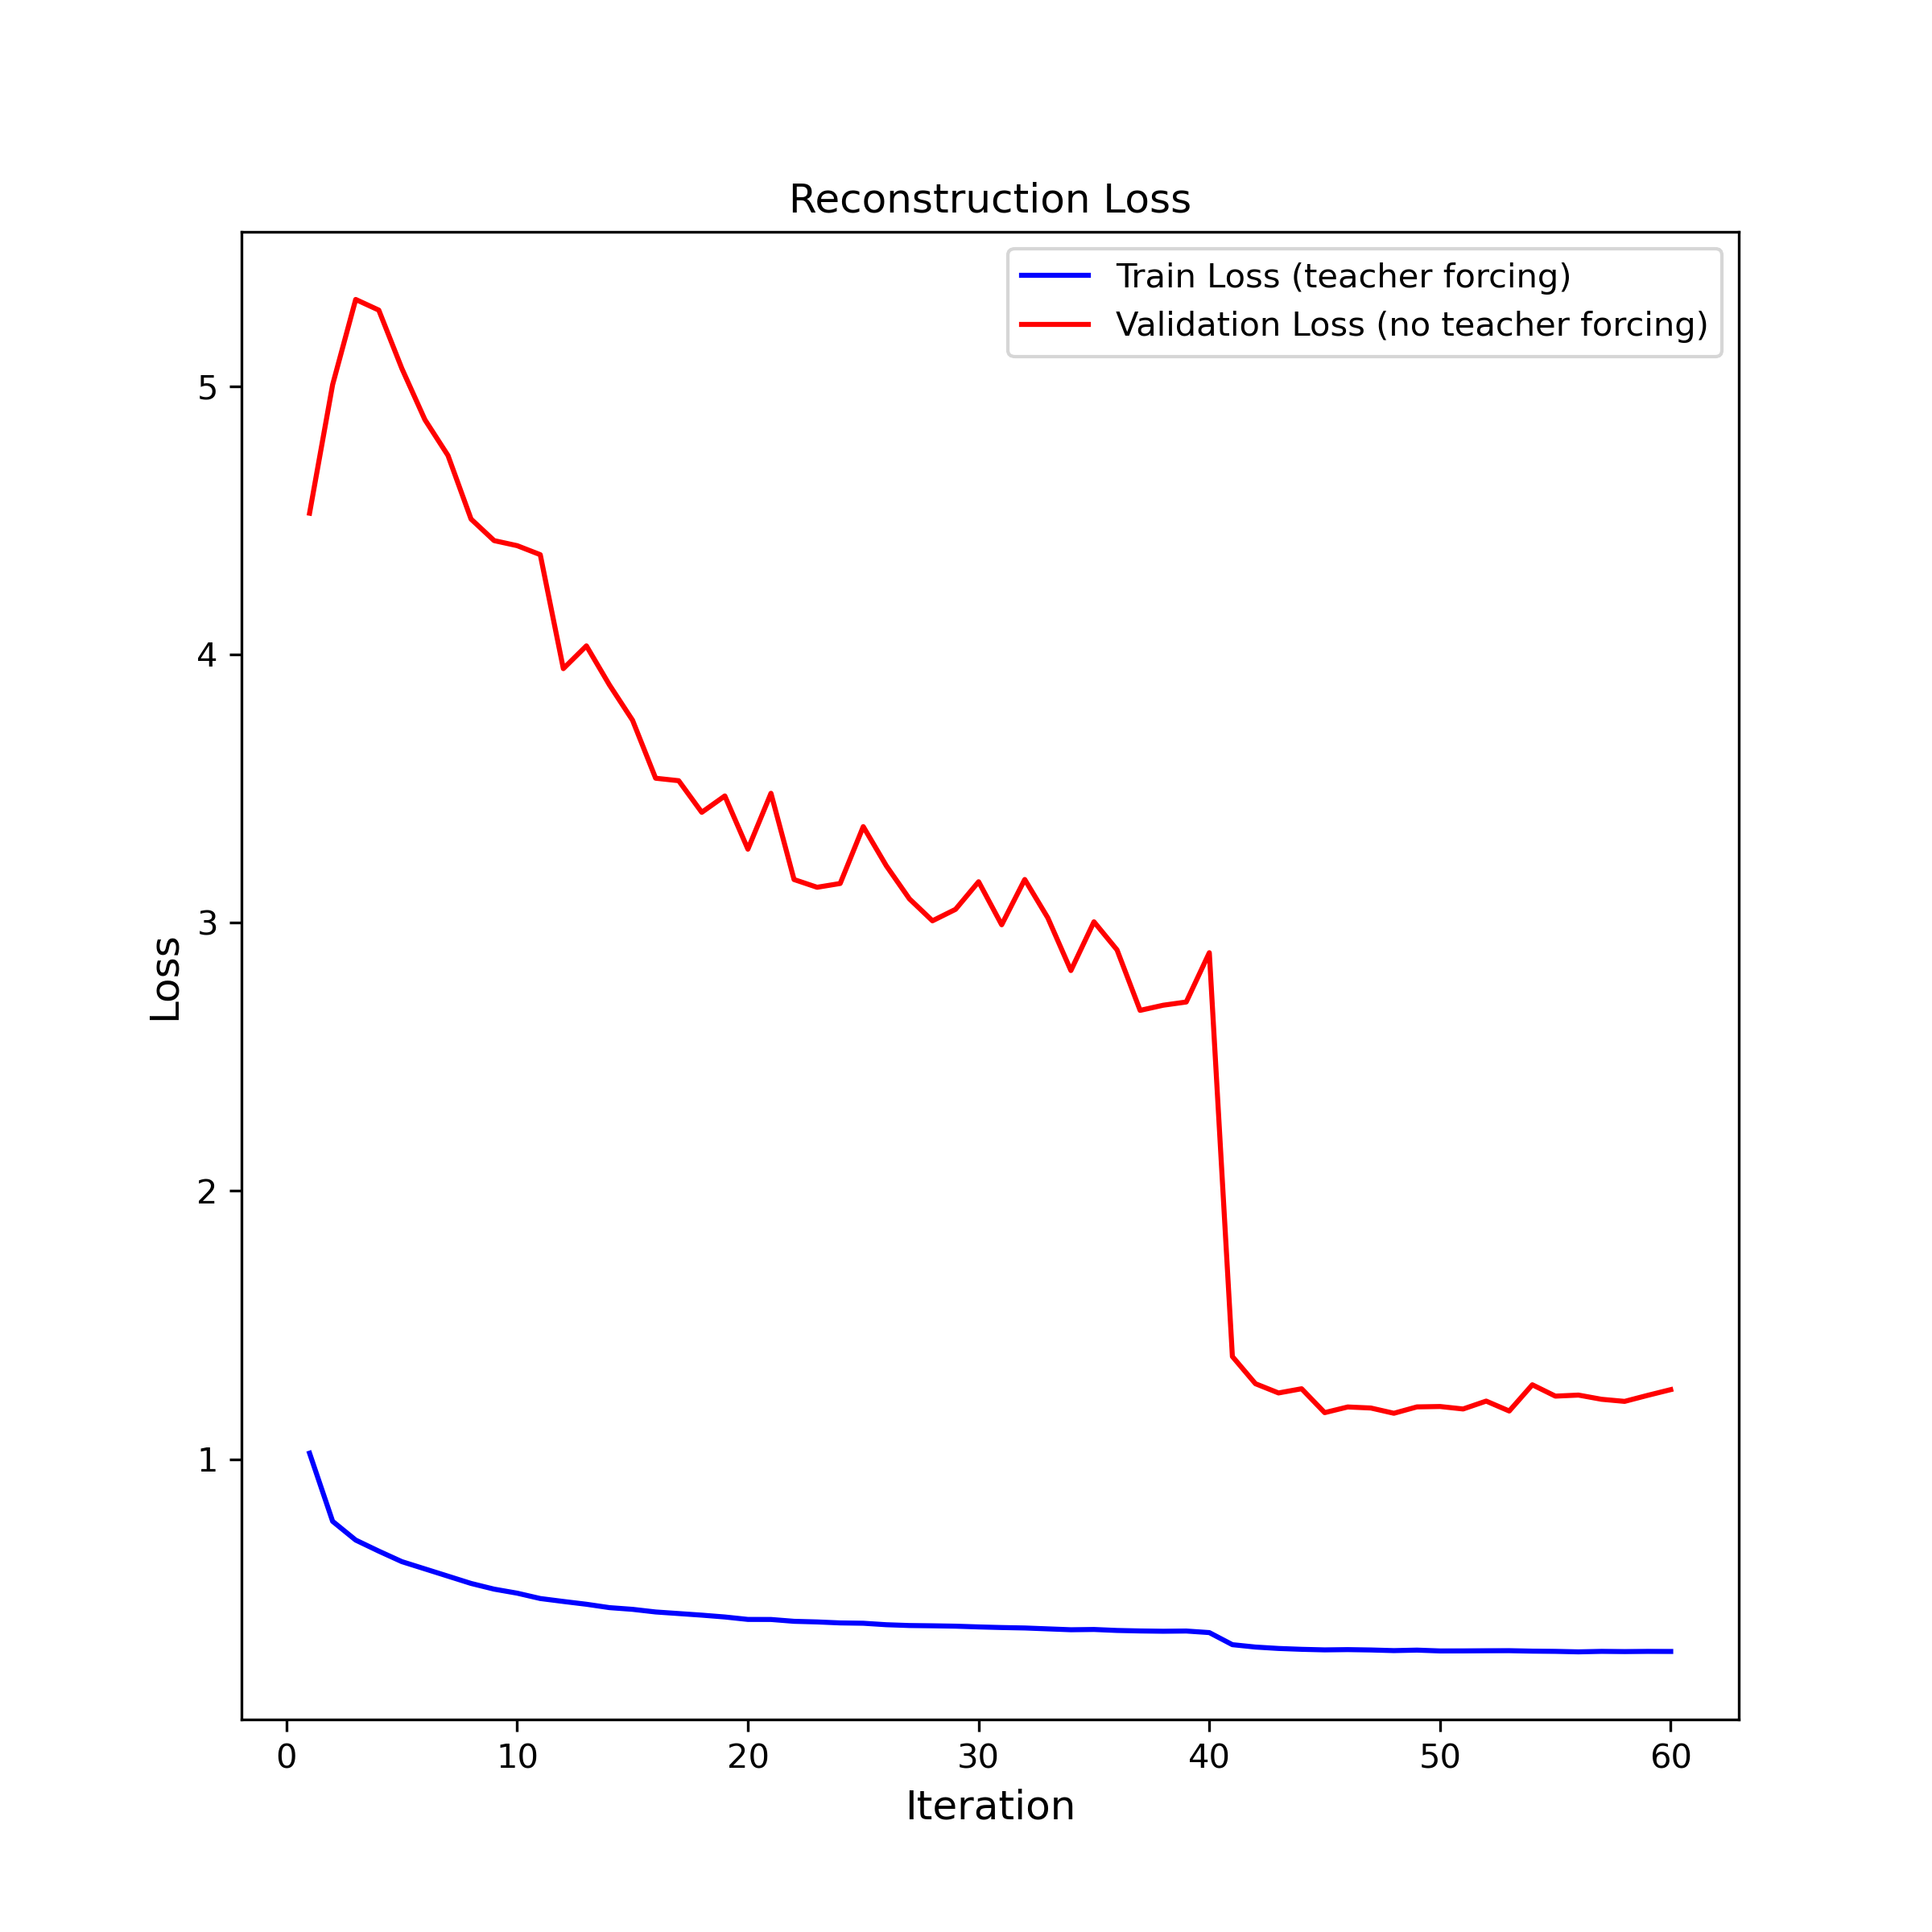 Reconstruction Loss
Train Loss (teacher forcing)
Validation Loss (no teacher forcing)
5
4
3
2
1
Loss
0 10 20 30 40 50 60
Iteration